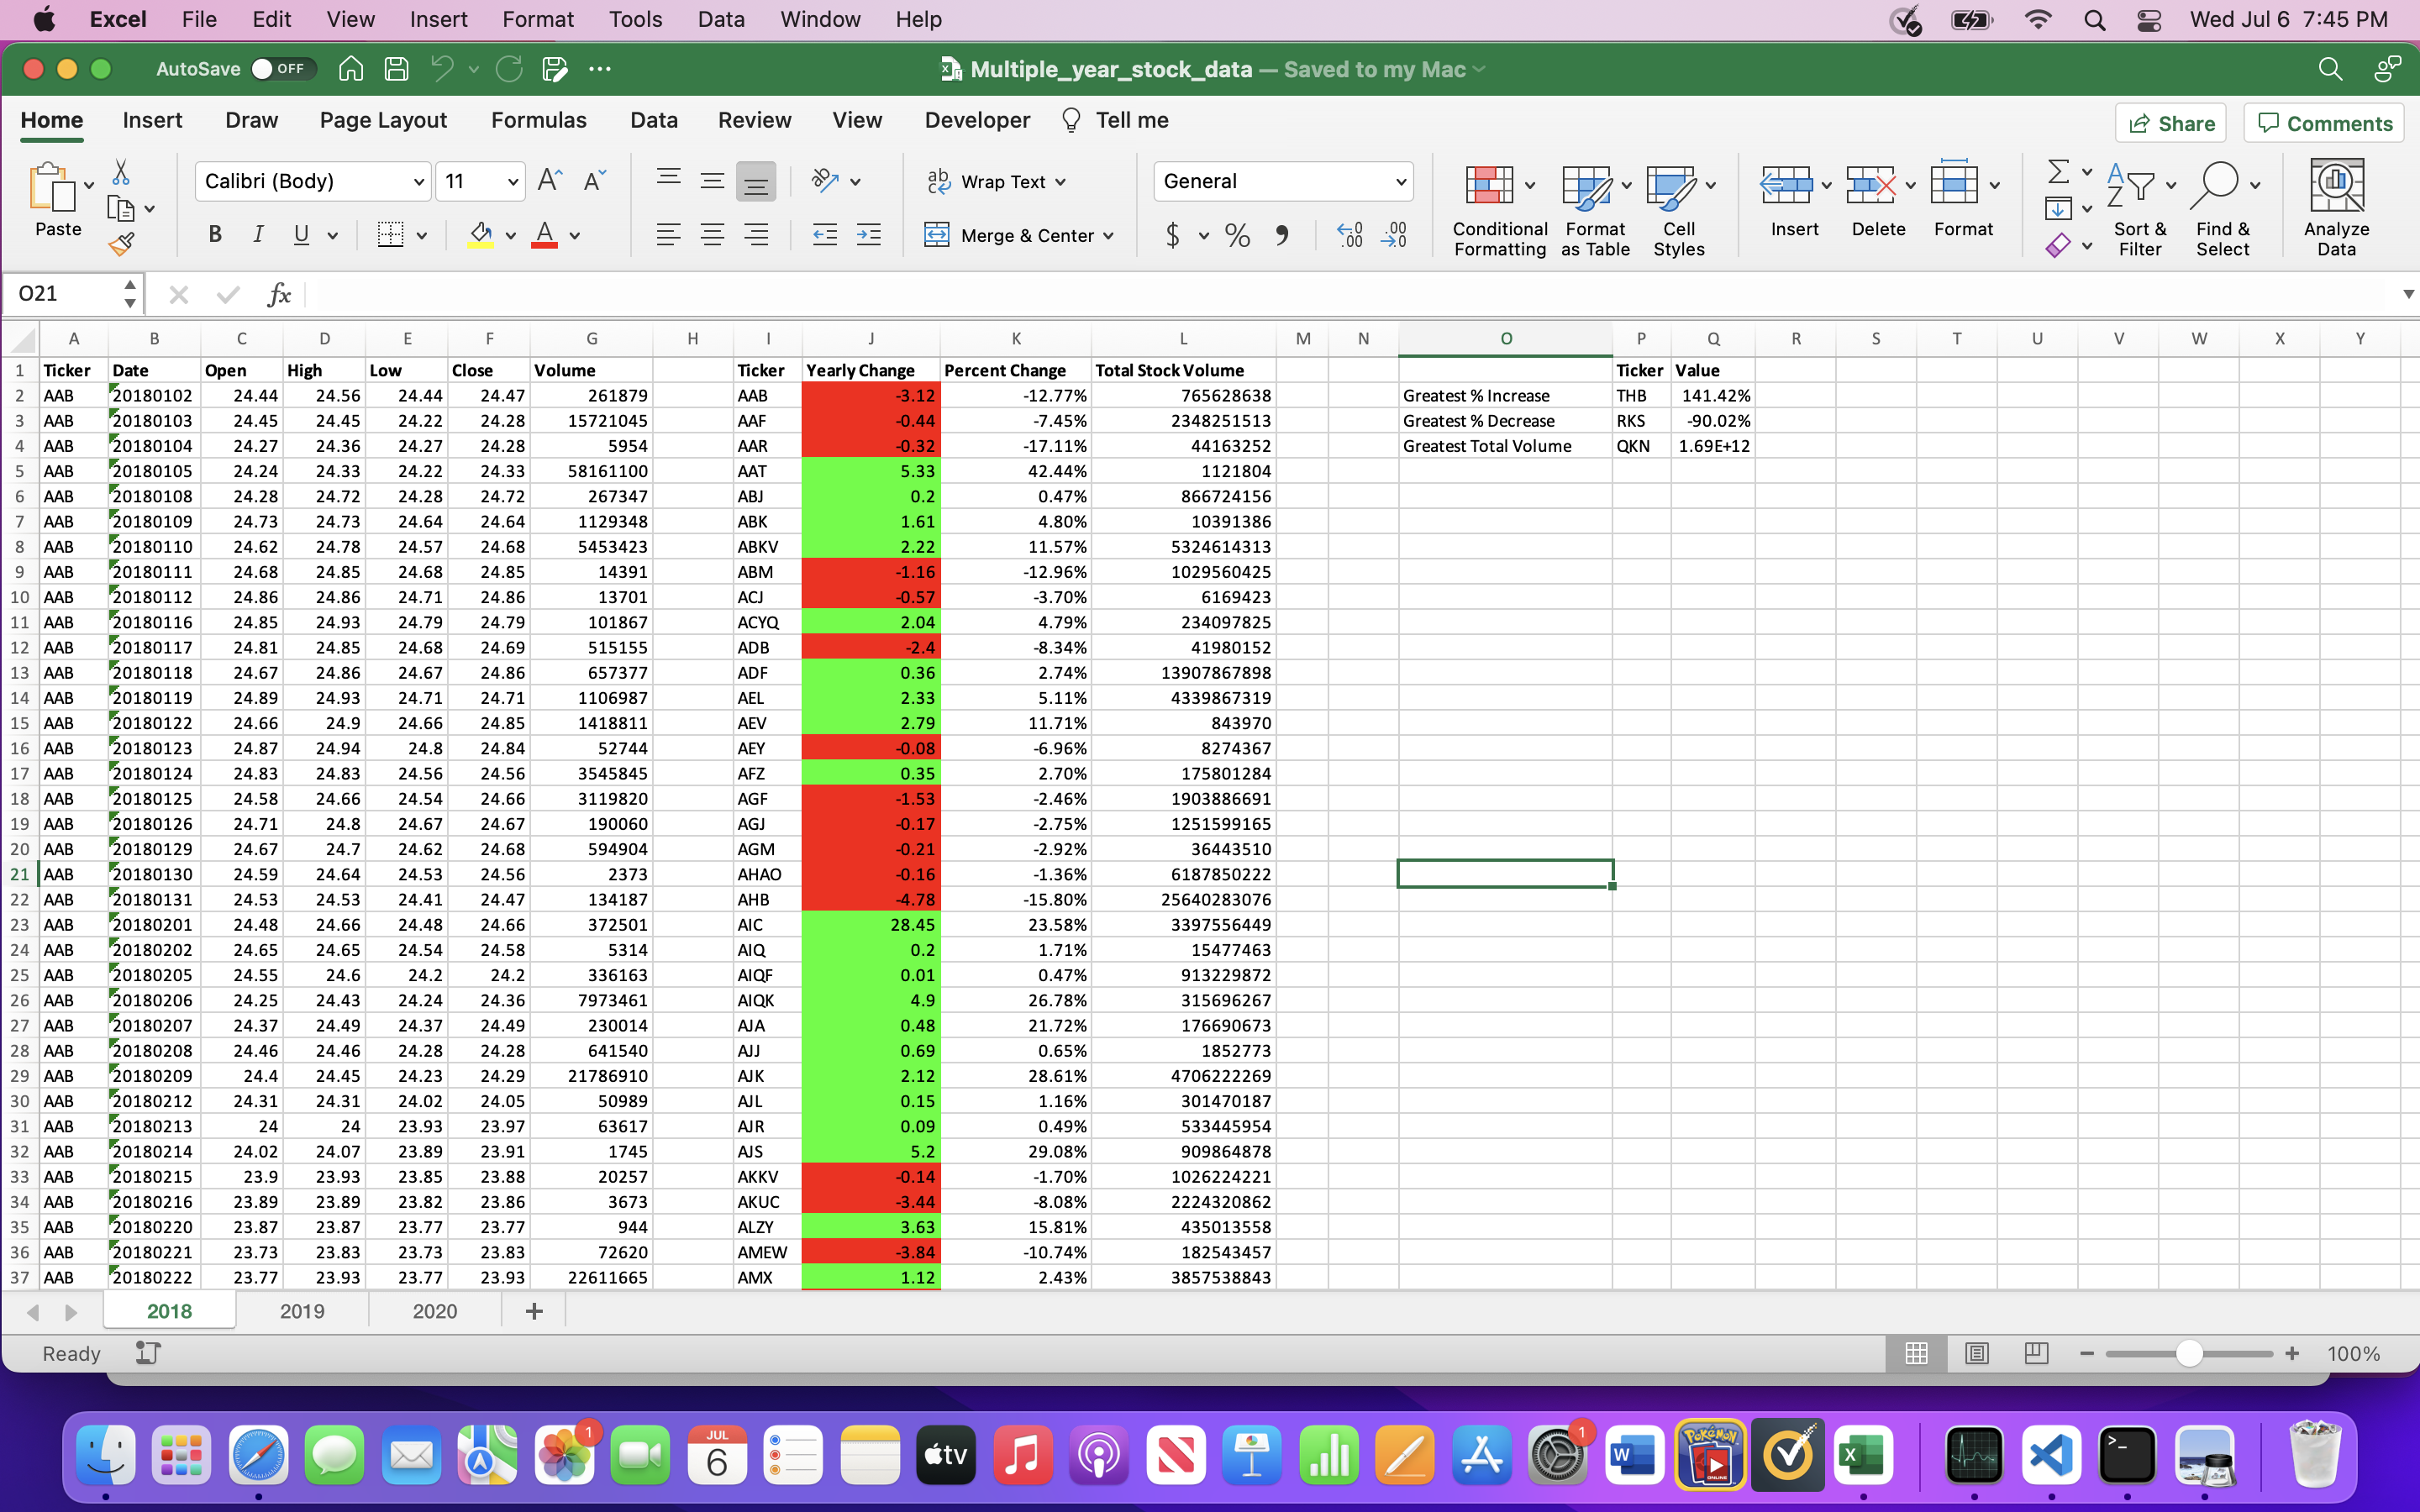 Excel File Edit View Insert Format Tools Data Window Help Wed Jul 6 7:45 PM
AutoSave OFF Multiple_year_stock_data — Saved to my Mac
Home Insert Draw Page Layout Formulas Data Review View Developer Tell me Share Comments
Paste Calibri (Body) 11 A A ab Wrap Text General
B I U A Merge & Center $ % Conditional Formatting Format as Table Cell Styles Insert Delete Format Sort & Filter Find & Select Analyze Data
O21 fx
A B C D E F G H I J K L M N O P Q R S T U V W X Y
1 Ticker Date Open High Low Close Volume Ticker Yearly Change Percent Change Total Stock Volume Ticker Value
2 AAB 20180102 24.44 24.56 24.44 24.47 261879 AAB -3.12 -12.77% 765628638 Greatest % Increase THB 141.42%
3 AAB 20180103 24.45 24.45 24.22 24.28 15721045 AAF -0.44 -7.45% 2348251513 Greatest % Decrease RKS -90.02%
4 AAB 20180104 24.27 24.36 24.27 24.28 5954 AAR -0.32 -17.11% 44163252 Greatest Total Volume QKN 1.69E+12
5 AAB 20180105 24.24 24.33 24.22 24.33 58161100 AAT 5.33 42.44% 1121804
6 AAB 20180108 24.28 24.72 24.28 24.72 267347 ABJ 0.2 0.47% 866724156
7 AAB 20180109 24.73 24.73 24.64 24.64 1129348 ABK 1.61 4.80% 10391386
8 AAB 20180110 24.62 24.78 24.57 24.68 5453423 ABKV 2.22 11.57% 5324614313
9 AAB 20180111 24.68 24.85 24.68 24.85 14391 ABM -1.16 -12.96% 1029560425
10 AAB 20180112 24.86 24.86 24.71 24.86 13701 ACJ -0.57 -3.70% 6169423
11 AAB 20180116 24.85 24.93 24.79 24.79 101867 ACYQ 2.04 4.79% 234097825
12 AAB 20180117 24.81 24.85 24.68 24.69 515155 ADB -2.4 -8.34% 41980152
13 AAB 20180118 24.67 24.86 24.67 24.86 657377 ADF 0.36 2.74% 13907867898
14 AAB 20180119 24.89 24.93 24.71 24.71 1106987 AEL 2.33 5.11% 4339867319
15 AAB 20180122 24.66 24.9 24.66 24.85 1418811 AEV 2.79 11.71% 843970
16 AAB 20180123 24.87 24.94 24.8 24.84 52744 AEY -0.08 -6.96% 8274367
17 AAB 20180124 24.83 24.83 24.56 24.56 3545845 AFZ 0.35 2.70% 175801284
18 AAB 20180125 24.58 24.66 24.54 24.66 3119820 AGF -1.53 -2.46% 1903886691
19 AAB 20180126 24.71 24.8 24.67 24.67 190060 AGJ -0.17 -2.75% 1251599165
20 AAB 20180129 24.67 24.7 24.62 24.68 594904 AGM -0.21 -2.92% 36443510
21 AAB 20180130 24.59 24.64 24.53 24.56 2373 AHAO -0.16 -1.36% 6187850222
22 AAB 20180131 24.53 24.53 24.41 24.47 134187 AHB -4.78 -15.80% 25640283076
23 AAB 20180201 24.48 24.66 24.48 24.66 372501 AIC 28.45 23.58% 3397556449
24 AAB 20180202 24.65 24.65 24.54 24.58 5314 AIQ 0.2 1.71% 15477463
25 AAB 20180205 24.55 24.6 24.2 24.2 336163 AIQF 0.01 0.47% 913229872
26 AAB 20180206 24.25 24.43 24.24 24.36 7973461 AIQK 4.9 26.78% 315696267
27 AAB 20180207 24.37 24.49 24.37 24.49 230014 AJA 0.48 21.72% 176690673
28 AAB 20180208 24.46 24.46 24.28 24.28 641540 AJJ 0.69 0.65% 1852773
29 AAB 20180209 24.4 24.45 24.23 24.29 21786910 AJK 2.12 28.61% 4706222269
30 AAB 20180212 24.31 24.31 24.02 24.05 50989 AJL 0.15 1.16% 301470187
31 AAB 20180213 24 24 23.93 23.97 63617 AJR 0.09 0.49% 533445954
32 AAB 20180214 24.02 24.07 23.89 23.91 1745 AJS 5.2 29.08% 909864878
33 AAB 20180215 23.9 23.93 23.85 23.88 20257 AKKV -0.14 -1.70% 1026224221
34 AAB 20180216 23.89 23.89 23.82 23.86 3673 AKUC -3.44 -8.08% 2224320862
35 AAB 20180220 23.87 23.87 23.77 23.77 944 ALZY 3.63 15.81% 435013558
36 AAB 20180221 23.73 23.83 23.73 23.83 72620 AMEW -3.84 -10.74% 182543457
37 AAB 20180222 23.77 23.93 23.77 23.93 22611665 AMX 1.12 2.43% 3857538843
2018 2019 2020 +
Ready 100%
1 JUL 6 tv 1 W POKÉMON ONLINE X >_